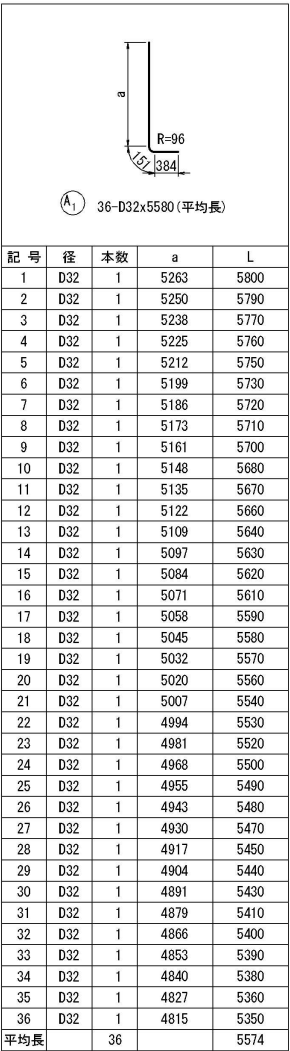 a
R=96
151
384
A1 36-D32x5580(平均長)
記 号 径 本数 a L
1 D32 1 5263 5800
2 D32 1 5250 5790
3 D32 1 5238 5770
4 D32 1 5225 5760
5 D32 1 5212 5750
6 D32 1 5199 5730
7 D32 1 5186 5720
8 D32 1 5173 5710
9 D32 1 5161 5700
10 D32 1 5148 5680
11 D32 1 5135 5670
12 D32 1 5122 5660
13 D32 1 5109 5640
14 D32 1 5097 5630
15 D32 1 5084 5620
16 D32 1 5071 5610
17 D32 1 5058 5590
18 D32 1 5045 5580
19 D32 1 5032 5570
20 D32 1 5020 5560
21 D32 1 5007 5540
22 D32 1 4994 5530
23 D32 1 4981 5520
24 D32 1 4968 5500
25 D32 1 4955 5490
26 D32 1 4943 5480
27 D32 1 4930 5470
28 D32 1 4917 5450
29 D32 1 4904 5440
30 D32 1 4891 5430
31 D32 1 4879 5410
32 D32 1 4866 5400
33 D32 1 4853 5390
34 D32 1 4840 5380
35 D32 1 4827 5360
36 D32 1 4815 5350
平均長 36 5574